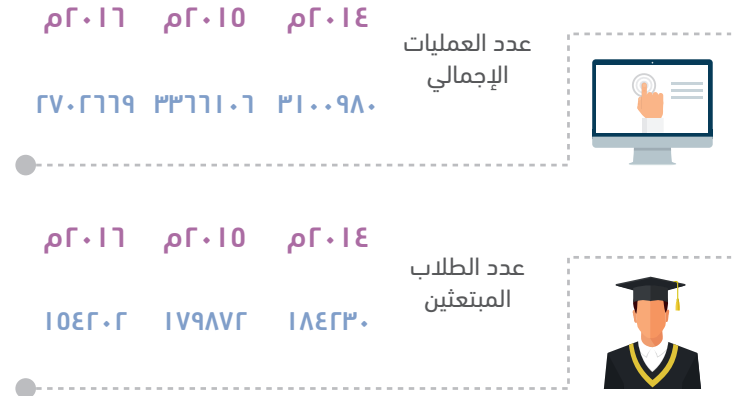 عدد العمليات
الإجمالي
٢٠١٤م ٢٠١٥م ٢٠١٦م
٣١٠٠٩٨٠ ٣٣٦٦١٠٦ ٢٧٠٢٦٦٩
عدد الطلاب
المبتعثين
٢٠١٤م ٢٠١٥م ٢٠١٦م
١٨٤٢٣٠ ١٧٩٨٧٢ ١٥٤٢٠٢